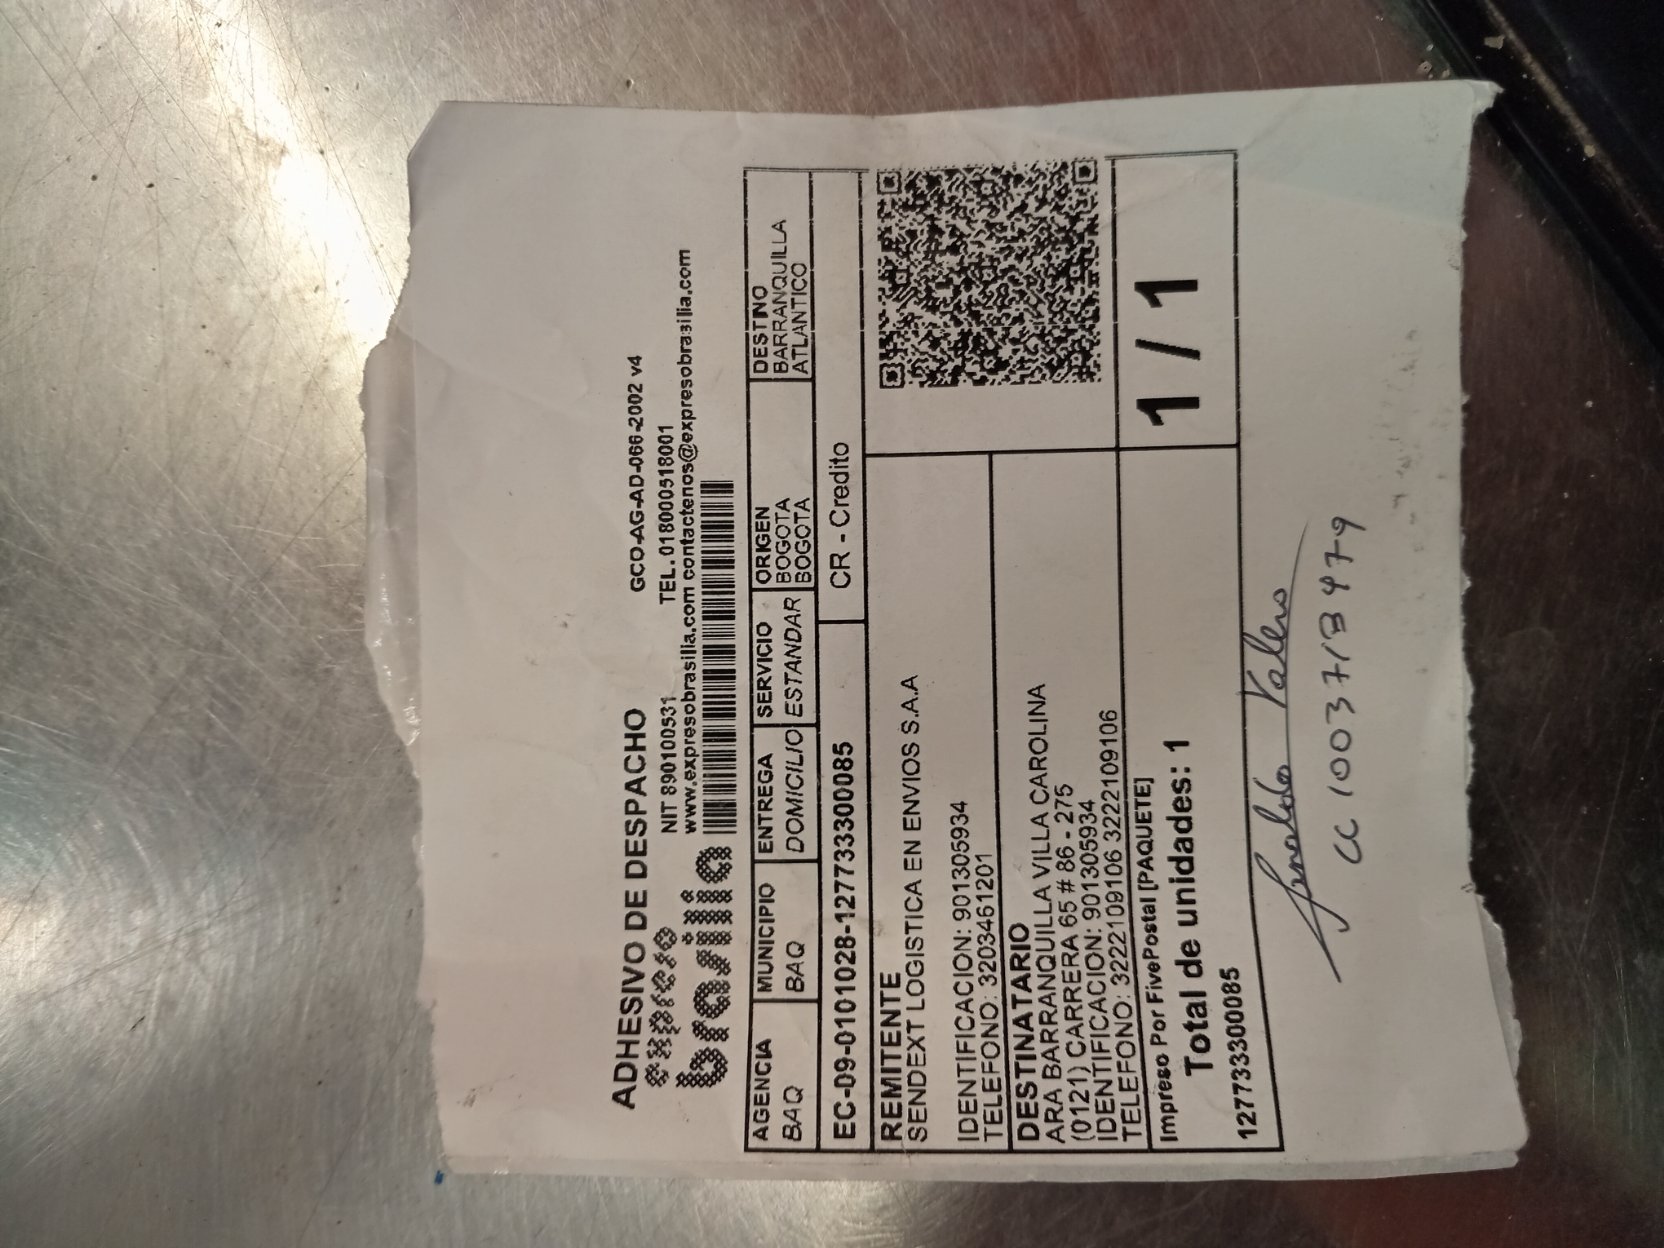 ADHESIVO DE DESPACHO GCO-AG-AD-066-2002 v4
expreso brasilia
NIT 890100531 TEL. 018000518001
www.expresobrasilia.com contactenos@expresobrasilia.com
AGENCIA MUNICIPIO ENTREGA SERVICIO ORIGEN DESTINO
BAQ BAQ DOMICILIO ESTANDAR BOGOTA BARRANQUILLA
BOGOTA ATLANTICO
EC-09-0101028-1277333300085 CR - Credito
REMITENTE
SENDEXT LOGISTICA EN ENVIOS S.A.A
IDENTIFICACION: 901305934
TELEFONO: 3203461201
DESTINATARIO
ARA BARRANQUILLA VILLA CAROLINA
(0121) CARRERA 65 # 86 - 275
IDENTIFICACION: 901305934
TELEFONO: 3222109106 3222109106
Impreso Por FivePostal [PAQUETE]
Total de unidades: 1 1 / 1
1277333300085
Valero
CC 1003713479